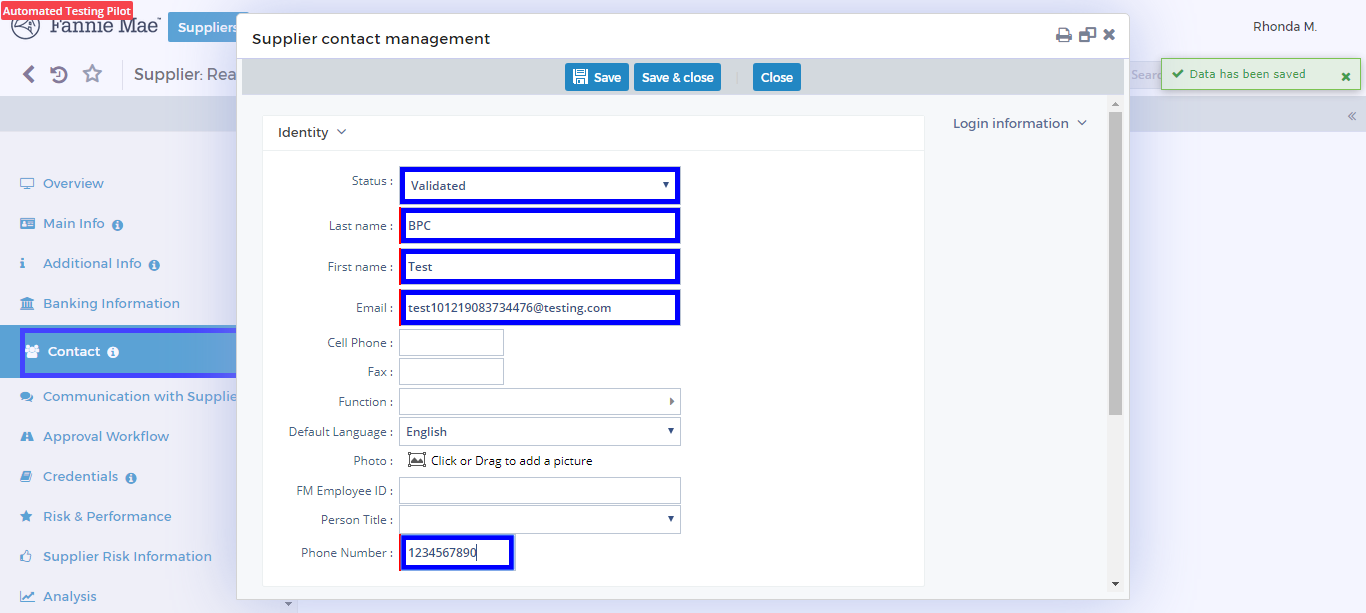 Automated Testing Pilot
Fannie Mae
Suppliers
Rhonda M.
Supplier: Rea
Supplier contact management
Save
Save & close
Close
Searc
Data has been saved
Identity
Login information
Status :
Validated
Last name :
BPC
First name :
Test
Email :
test101219083734476@testing.com
Cell Phone :
Fax :
Function :
Default Language :
English
Photo :
Click or Drag to add a picture
FM Employee ID :
Person Title :
Phone Number :
1234567890
Overview
Main Info
Additional Info
Banking Information
Contact
Communication with Supplie
Approval Workflow
Credentials
Risk & Performance
Supplier Risk Information
Analysis